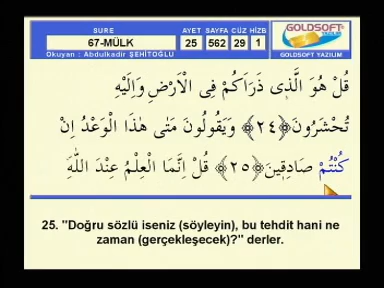 SURE
AYET SAYFA CÜZ HİZB
67-MÜLK
25 562 29 1
Okuyan : Abdulkadir ŞEHİTOĞLU
GOLDSOFT
YAZILIM
GOLDSOFT YAZILIM
قُلْ هُوَ الَّذٖى ذَرَاَكُمْ فِى الْاَرْضِ وَاِلَيْهِ
تُحْشَرُونَ ﴿٢٤﴾ وَيَقُولُونَ مَتٰى هٰذَا الْوَعْدُ اِنْ
كُنْتُمْ صَادِقٖينَ ﴿٢٥﴾ قُلْ اِنَّمَا الْعِلْمُ عِنْدَ اللّٰهِ
25. "Doğru sözlü iseniz (söyleyin), bu tehdit hani ne
zaman (gerçekleşecek)?" derler.